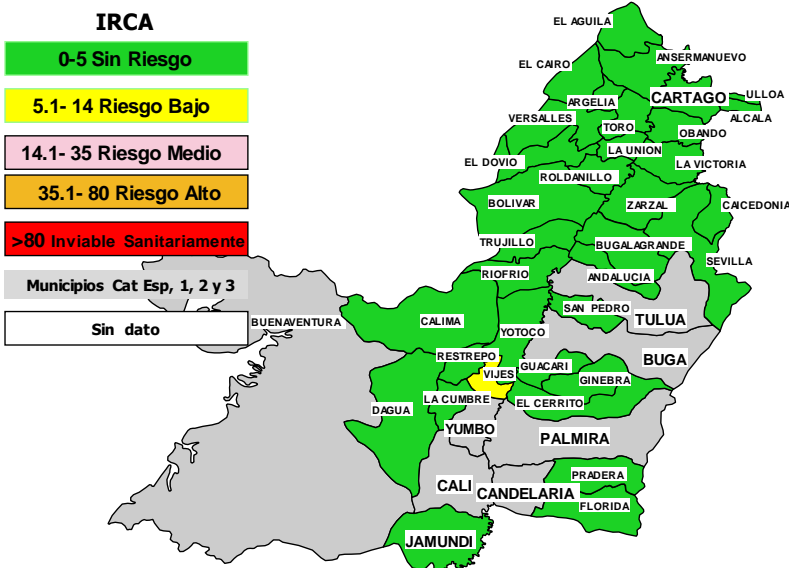 IRCA
0-5 Sin Riesgo
5.1- 14 Riesgo Bajo
14.1- 35 Riesgo Medio
35.1- 80 Riesgo Alto
>80 Inviable Sanitariamente
Municipios Cat Esp, 1, 2 y 3
Sin dato
EL AGUILA
ANSERMANUEVO
EL CAIRO
ARGELIA
CARTAGO
ULLOA
ALCALA
VERSALLES
TORO
OBANDO
LA UNION
EL DOVIO
LA VICTORIA
ROLDANILLO
BOLIVAR
ZARZAL
CAICEDONIA
TRUJILLO
BUGALAGRANDE
SEVILLA
RIOFRIO
ANDALUCIA
BUENAVENTURA
CALIMA
SAN PEDRO
TULUA
YOTOCO
RESTREPO
BUGA
VIJES
GUACARI
GINEBRA
LA CUMBRE
EL CERRITO
DAGUA
YUMBO
PALMIRA
PRADERA
CALI
CANDELARIA
FLORIDA
JAMUNDI